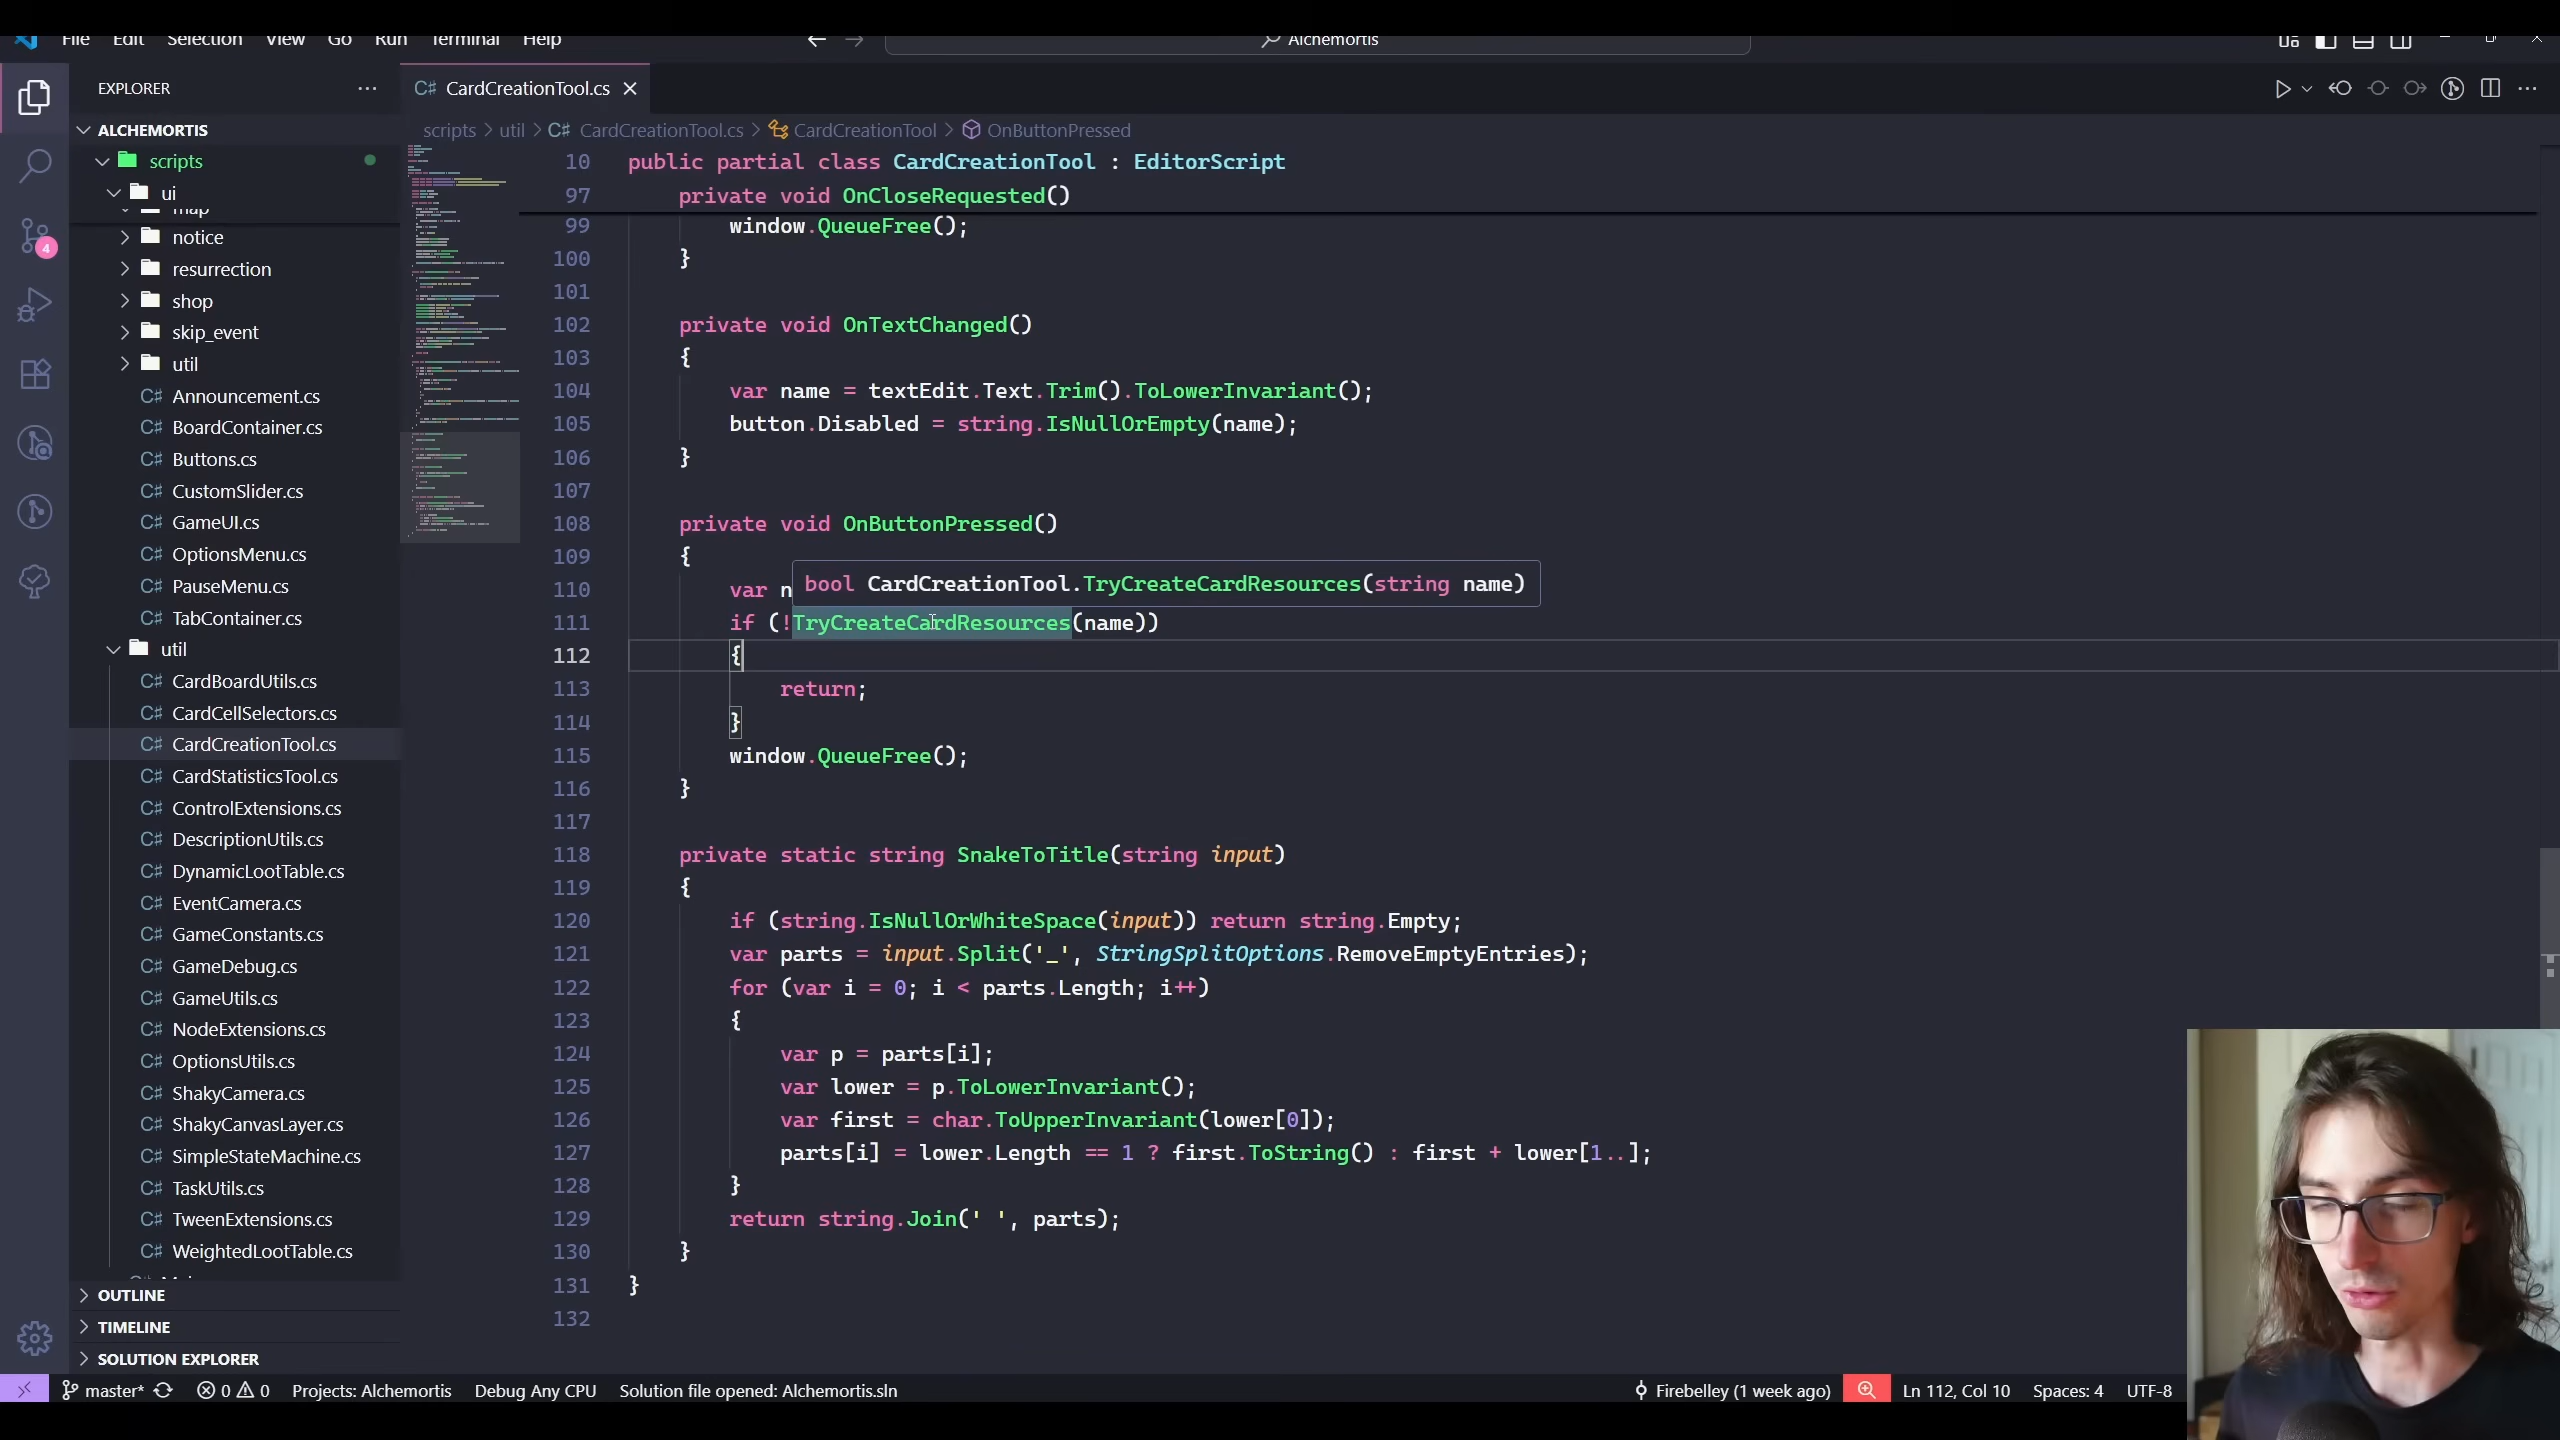 File Edit Selection View Go Run Terminal Help
Alchemortis
EXPLORER
ALCHEMORTIS
scripts
ui
map
notice
resurrection
shop
skip_event
util
C# Announcement.cs
C# BoardContainer.cs
C# Buttons.cs
C# CustomSlider.cs
C# GameUI.cs
C# OptionsMenu.cs
C# PauseMenu.cs
C# TabContainer.cs
util
C# CardBoardUtils.cs
C# CardCellSelectors.cs
C# CardCreationTool.cs
C# CardStatisticsTool.cs
C# ControlExtensions.cs
C# DescriptionUtils.cs
C# DynamicLootTable.cs
C# EventCamera.cs
C# GameConstants.cs
C# GameDebug.cs
C# GameUtils.cs
C# NodeExtensions.cs
C# OptionsUtils.cs
C# ShakyCamera.cs
C# ShakyCanvasLayer.cs
C# SimpleStateMachine.cs
C# TaskUtils.cs
C# TweenExtensions.cs
C# WeightedLootTable.cs
OUTLINE
TIMELINE
SOLUTION EXPLORER
4
C# CardCreationTool.cs
scripts > util > C# CardCreationTool.cs > CardCreationTool > OnButtonPressed
10 public partial class CardCreationTool : EditorScript
97 private void OnCloseRequested()
99 window.QueueFree();
100 }
101
102 private void OnTextChanged()
103 {
104 var name = textEdit.Text.Trim().ToLowerInvariant();
105 button.Disabled = string.IsNullOrEmpty(name);
106 }
107
108 private void OnButtonPressed()
109 {
bool CardCreationTool.TryCreateCardResources(string name)
110 var n
111 if (!TryCreateCardResources(name))
112 {
113 return;
114 }
115 window.QueueFree();
116 }
117
118 private static string SnakeToTitle(string input)
119 {
120 if (string.IsNullOrWhiteSpace(input)) return string.Empty;
121 var parts = input.Split('_', StringSplitOptions.RemoveEmptyEntries);
122 for (var i = 0; i < parts.Length; i++)
123 {
124 var p = parts[i];
125 var lower = p.ToLowerInvariant();
126 var first = char.ToUpperInvariant(lower[0]);
127 parts[i] = lower.Length == 1 ? first.ToString() : first + lower[1..];
128 }
129 return string.Join(' ', parts);
130 }
131 }
132
master* 0 0 Projects: Alchemortis Debug Any CPU Solution file opened: Alchemortis.sln Firebelley (1 week ago) Ln 112, Col 10 Spaces: 4 UTF-8